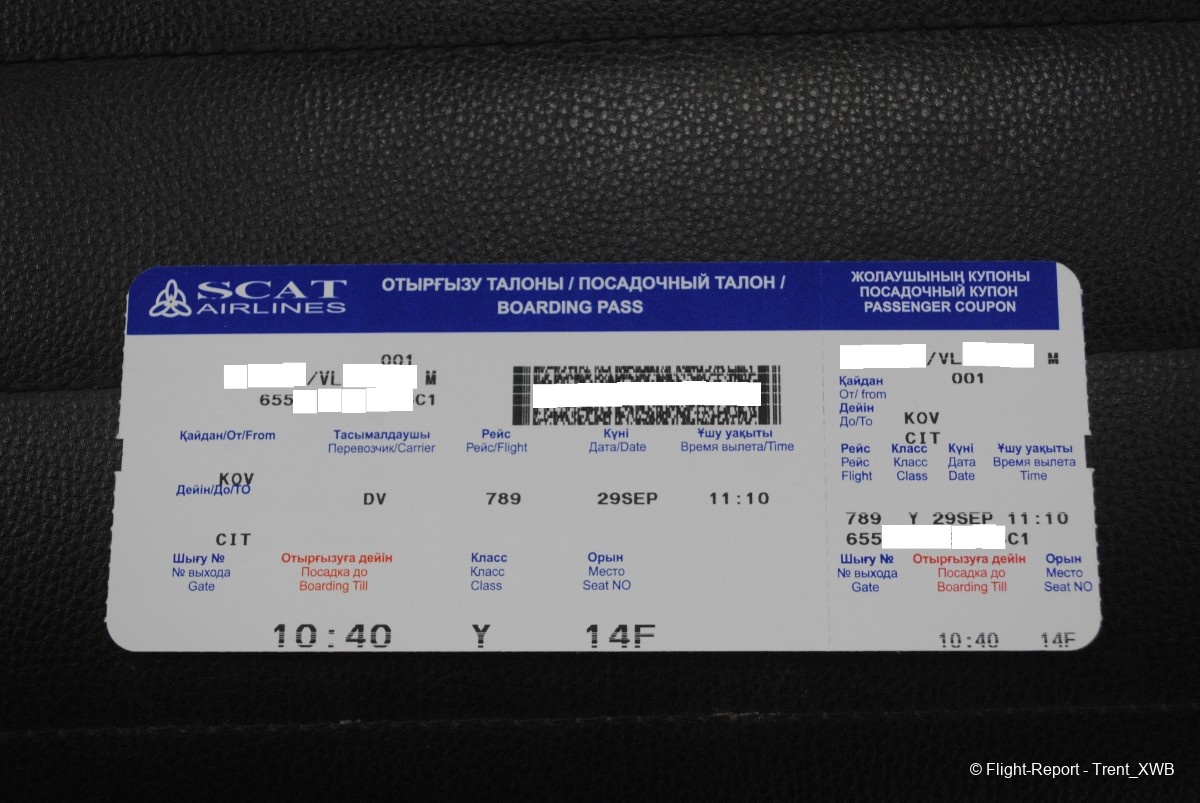 SCAT
AIRLINES
ОТЫРҒЫЗУ ТАЛОНЫ / ПОСАДОЧНЫЙ ТАЛОН /
BOARDING PASS
001
/VL M
655 C1
Қайдан/От/From
KOV
Дейін/До/TO
CIT
Тасымалдаушы
Перевозчик/Carrier
DV
Рейс
Рейс/Flight
789
Күні
Дата/Date
29SEP
Ұшу уақыты
Время вылета/Time
11:10
Шығу №
№ выхода
Gate
Отырғызуға дейін
Посадка до
Boarding Till
10:40
Класс
Класс
Class
Y
Орын
Место
Seat NO
14F
ЖОЛАУШЫНЫҢ КУПОНЫ
ПОСАДОЧНЫЙ КУПОН
PASSENGER COUPON
/VL M
001
Қайдан
От/ from
Дейін
До/To
KOV
CIT
Рейс Класс Күні Ұшу уақыты
Рейс Класс Дата Время вылета
Flight Class Date Time
789 Y 29SEP 11:10
655 C1
Шығу № Отырғызуға дейін Орын
№ выхода Посадка до Место
Gate Boarding Till Seat NO
10:40 14F
© Flight-Report - Trent_XWB